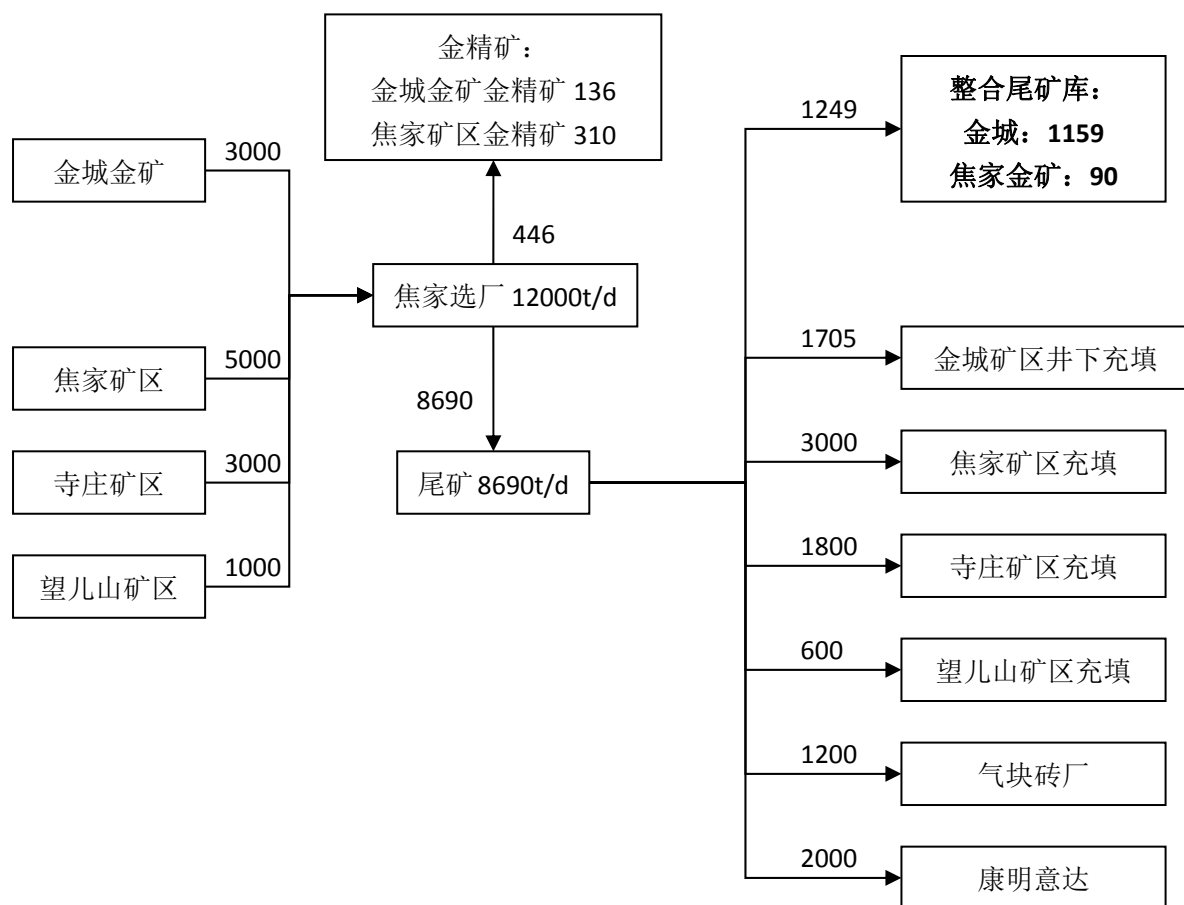 金精矿：
金城金矿金精矿 136
焦家矿区金精矿 310
1249
整合尾矿库：
金城：1159
焦家金矿：90
金城金矿
3000
446
焦家选厂 12000t/d
焦家矿区
5000
8690
1705
金城矿区井下充填
寺庄矿区
3000
尾矿 8690t/d
3000
焦家矿区充填
望儿山矿区
1000
1800
寺庄矿区充填
600
望儿山矿区充填
1200
气块砖厂
2000
康明意达